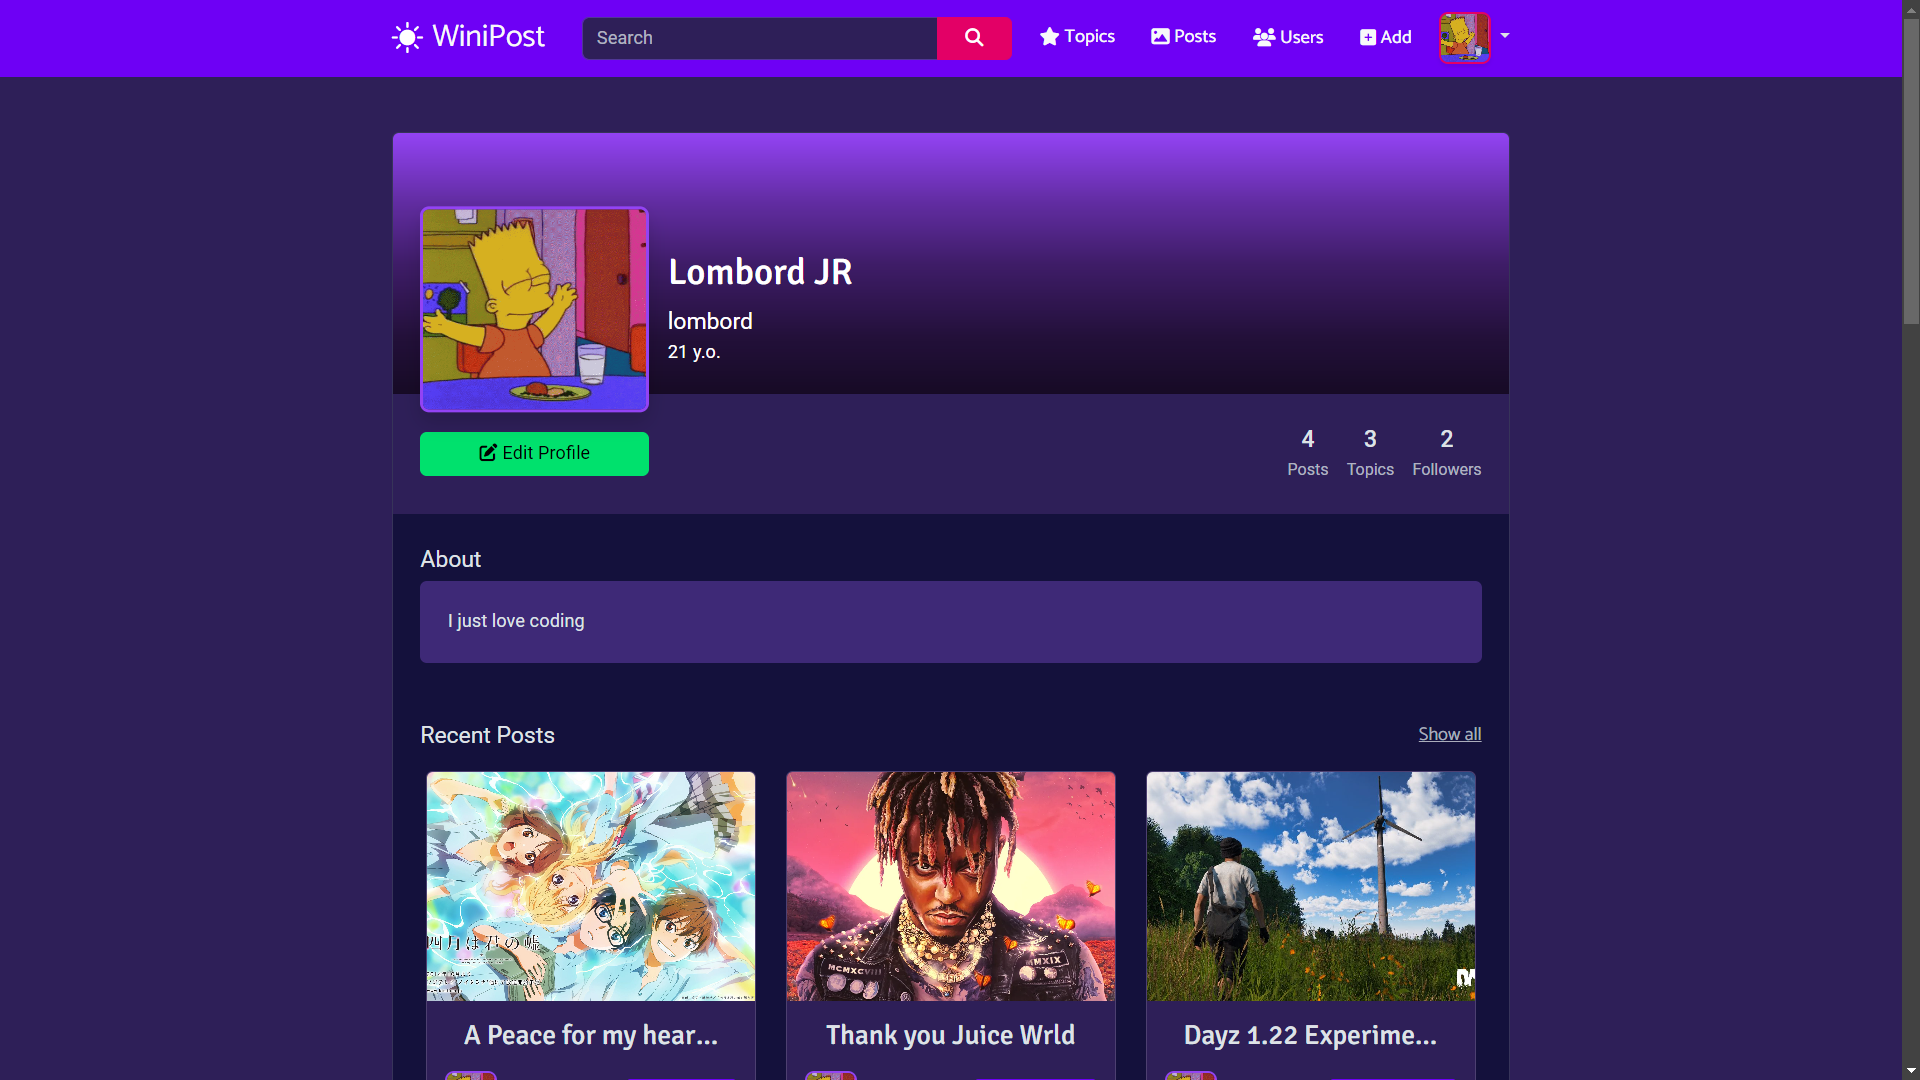 WiniPost
Search
Topics
Posts
Users
Add
Lombord JR
lombord
21 y.o.
Edit Profile
4
Posts
3
Topics
2
Followers
About
I just love coding
Recent Posts
Show all
四月は君の嘘
MCMXCVIII
MMXIX
A Peace for my hear...
Thank you Juice Wrld
Dayz 1.22 Experime...